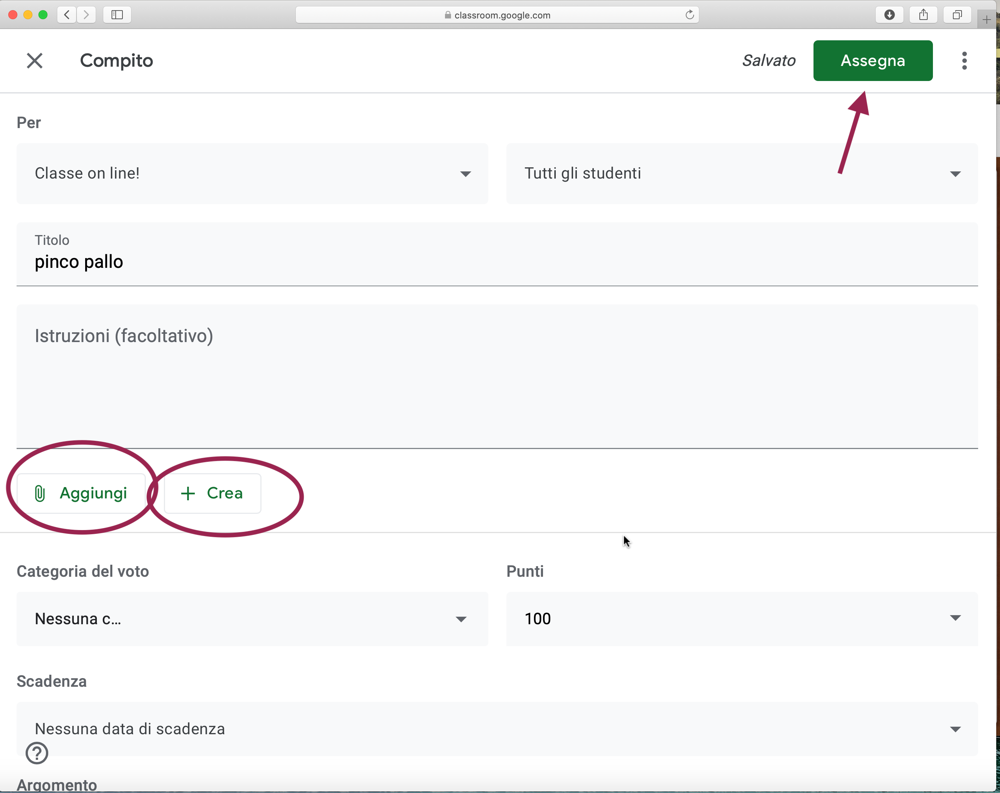 classroom.google.com
Compito
Salvato
Assegna
Per
Classe on line!
Tutti gli studenti
Titolo
pinco pallo
Istruzioni (facoltativo)
Aggiungi
Crea
Categoria del voto
Punti
Nessuna c...
100
Scadenza
Nessuna data di scadenza
Argomento